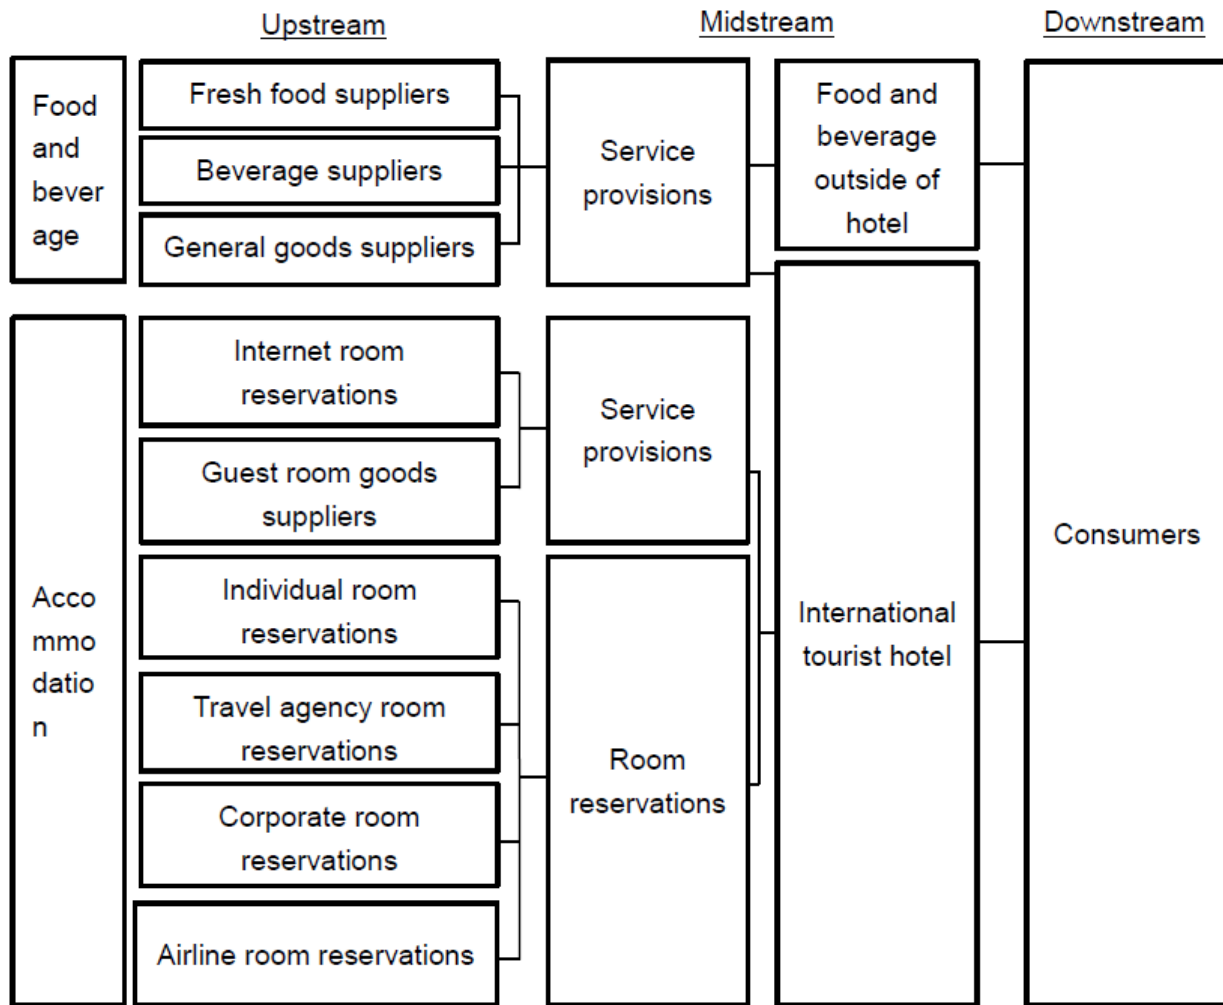 Upstream
Midstream
Downstream
Food
and
bever
age
Fresh food suppliers
Beverage suppliers
General goods suppliers
Service
provisions
Food and
beverage
outside of
hotel
Acco
mmo
datio
n
Internet room
reservations
Guest room goods
suppliers
Individual room
reservations
Travel agency room
reservations
Corporate room
reservations
Airline room reservations
Service
provisions
Room
reservations
International
tourist hotel
Consumers